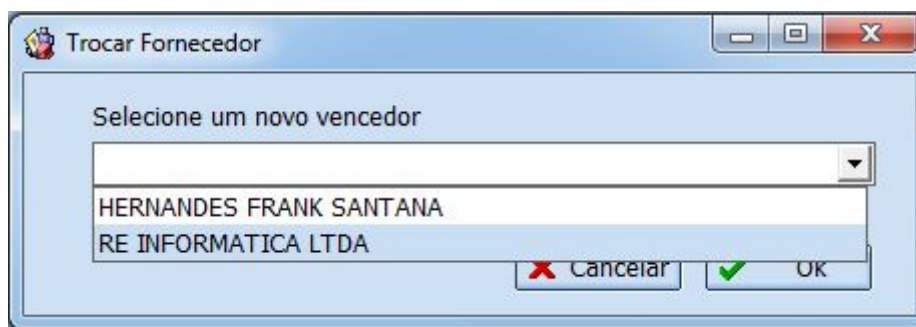 Trocar Fornecedor
Selecione um novo vencedor
HERNANDES FRANK SANTANA
RE INFORMATICA LTDA
Cancelar
Ok